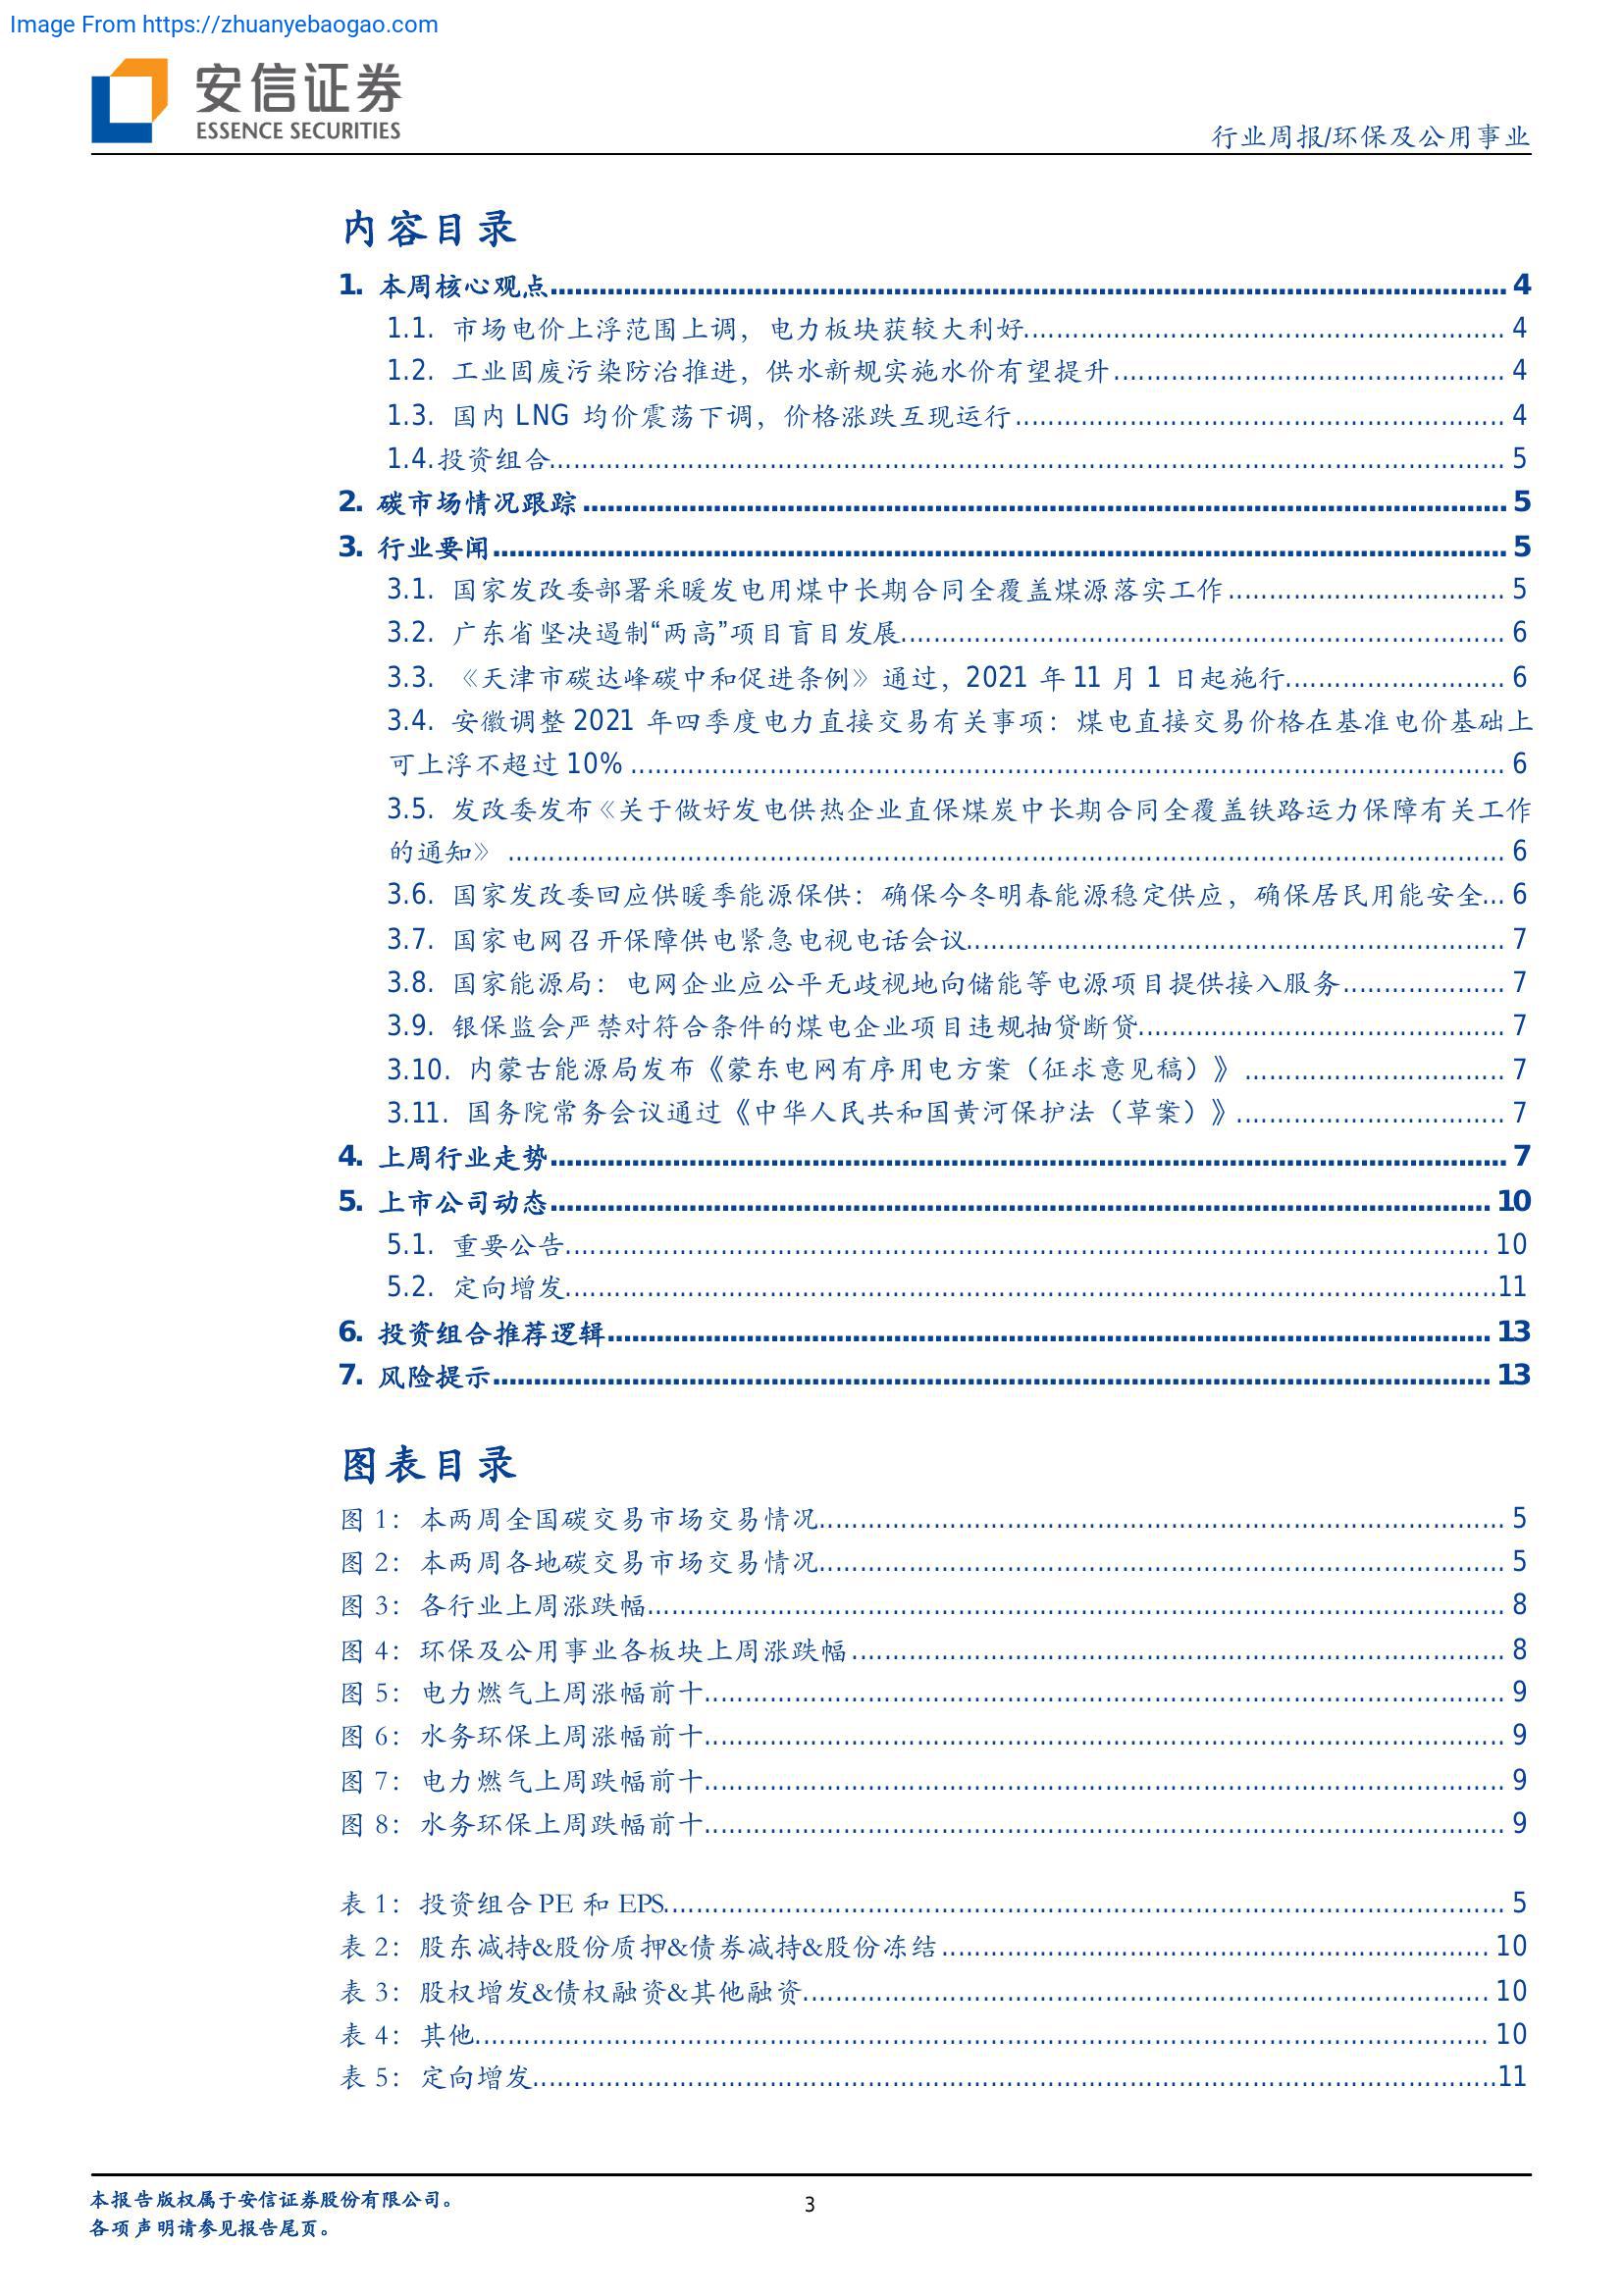 Image From https://zhuanyebaogao.com
安信证券
ESSENCE SECURITIES
行业周报/环保及公用事业
内容目录
1. 本周核心观点 4
1.1. 市场电价上浮范围上调，电力板块获较大利好 4
1.2. 工业固废污染防治推进，供水新规实施水价有望提升 4
1.3. 国内 LNG 均价震荡下调，价格涨跌互现运行 4
1.4.投资组合 5
2. 碳市场情况跟踪 5
3. 行业要闻 5
3.1. 国家发改委部署采暖发电用煤中长期合同全覆盖煤源落实工作 5
3.2. 广东省坚决遏制“两高”项目盲目发展 6
3.3. 《天津市碳达峰碳中和促进条例》通过，2021 年 11 月 1 日起施行 6
3.4. 安徽调整 2021 年四季度电力直接交易有关事项：煤电直接交易价格在基准电价基础上
可上浮不超过 10% 6
3.5. 发改委发布《关于做好发电供热企业直保煤炭中长期合同全覆盖铁路运力保障有关工作
的通知》 6
3.6. 国家发改委回应供暖季能源保供：确保今冬明春能源稳定供应，确保居民用能安全 6
3.7. 国家电网召开保障供电紧急电视电话会议 7
3.8. 国家能源局：电网企业应公平无歧视地向储能等电源项目提供接入服务 7
3.9. 银保监会严禁对符合条件的煤电企业项目违规抽贷断贷 7
3.10. 内蒙古能源局发布《蒙东电网有序用电方案（征求意见稿）》 7
3.11. 国务院常务会议通过《中华人民共和国黄河保护法（草案）》 7
4. 上周行业走势 7
5. 上市公司动态 10
5.1. 重要公告 10
5.2. 定向增发 11
6. 投资组合推荐逻辑 13
7. 风险提示 13
图表目录
图 1：本两周全国碳交易市场交易情况 5
图 2：本两周各地碳交易市场交易情况 5
图 3：各行业上周涨跌幅 8
图 4：环保及公用事业各板块上周涨跌幅 8
图 5：电力燃气上周涨幅前十 9
图 6：水务环保上周涨幅前十 9
图 7：电力燃气上周跌幅前十 9
图 8：水务环保上周跌幅前十 9
表 1：投资组合 PE 和 EPS 5
表 2：股东减持&股份质押&债券减持&股份冻结 10
表 3：股权增发&债权融资&其他融资 10
表 4：其他 10
表 5：定向增发 11
本报告版权属于安信证券股份有限公司。
3
各项声明请参见报告尾页。